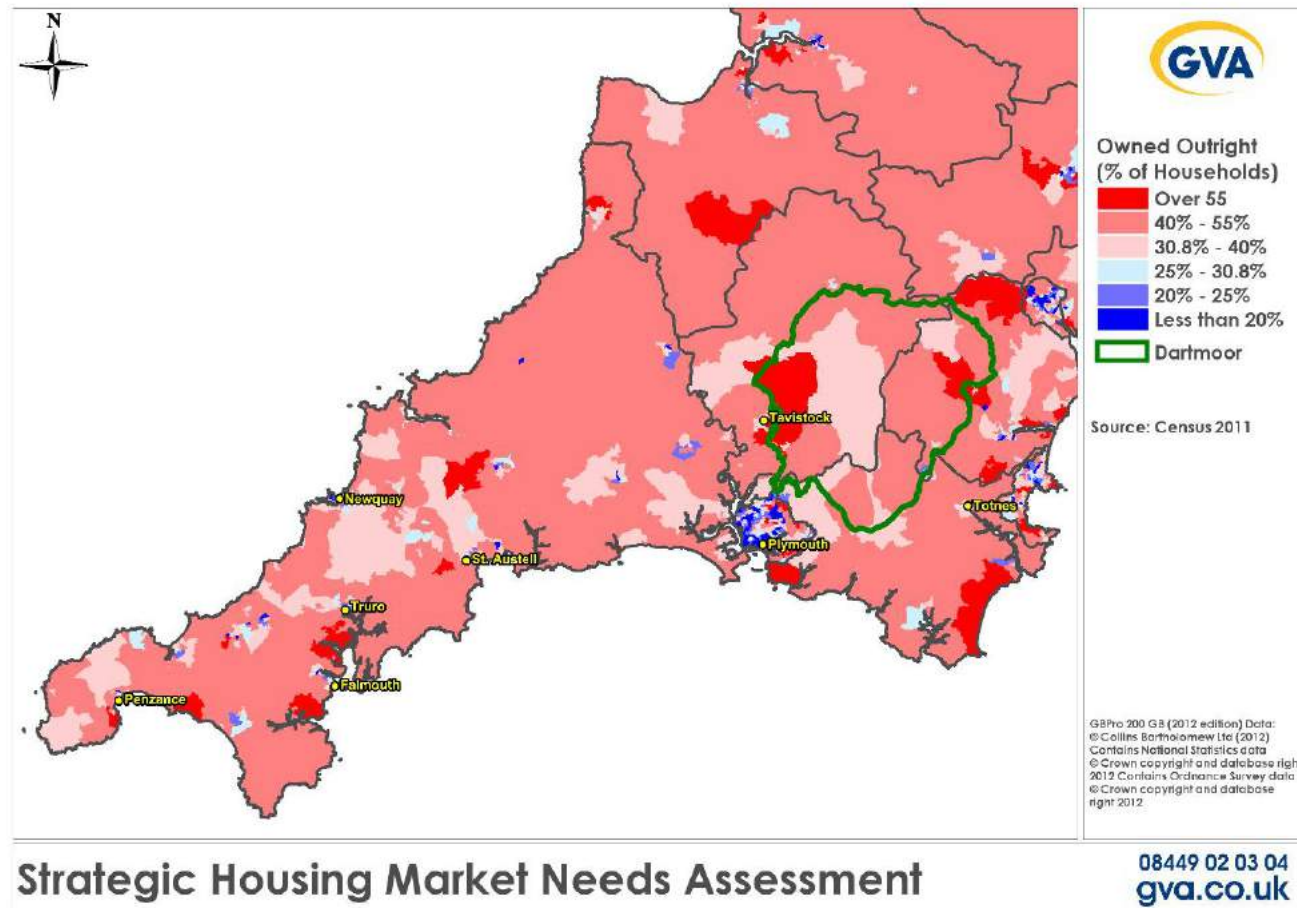 N
GVA
Owned Outright
(% of Households)
Over 55
40% - 55%
30.8% - 40%
25% - 30.8%
20% - 25%
Less than 20%
Dartmoor
Source: Census 2011
Tavistock
Newquay
Totnes
Plymouth
St. Austell
Truro
Falmouth
Penzance
GBPro 200 GB (2012 edition) Data:
© Collins Bartholomew Ltd (2012)
Contains National Statistics data
© Crown copyright and database righ
2012 Contains Ordnance Survey data
© Crown copyright and database
right 2012
Strategic Housing Market Needs Assessment
08449 02 03 04
gva.co.uk